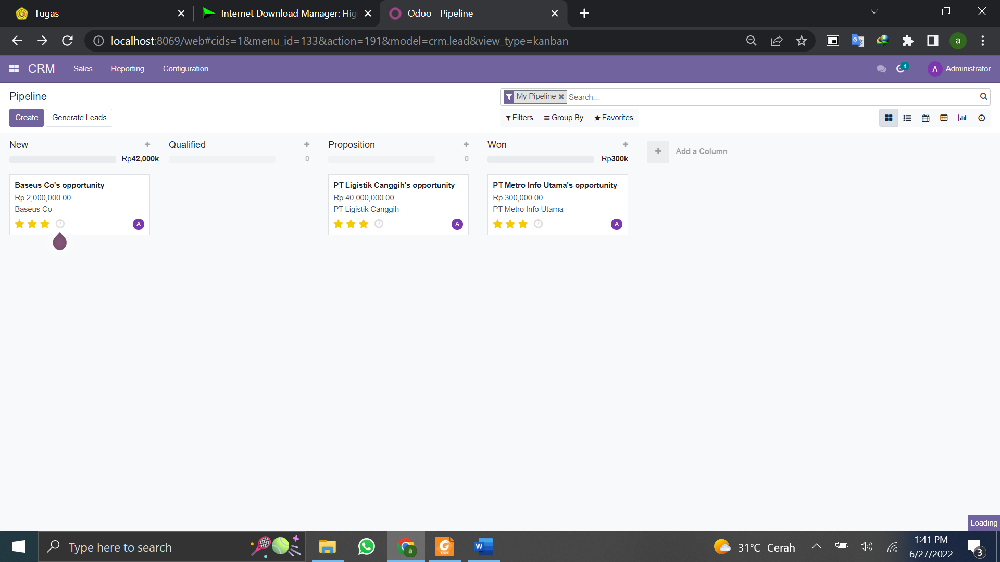 Tugas
Internet Download Manager: Hig
Odoo - Pipeline
localhost:8069/web#cids=1&menu_id=133&action=191&model=crm.lead&view_type=kanban
a
CRM
Sales
Reporting
Configuration
1
A
Administrator
Pipeline
My Pipeline
Search...
Create
Generate Leads
Filters
Group By
Favorites
New
Rp42,000k
Qualified
0
Proposition
0
Won
Rp300k
Add a Column
Baseus Co's opportunity
Rp 2,000,000.00
Baseus Co
A
PT Ligistik Canggih's opportunity
Rp 40,000,000.00
PT Ligistik Canggih
A
PT Metro Info Utama's opportunity
Rp 300,000.00
PT Metro Info Utama
A
Loading
Type here to search
a
PDF
W
31°C Cerah
1:41 PM
6/27/2022
3